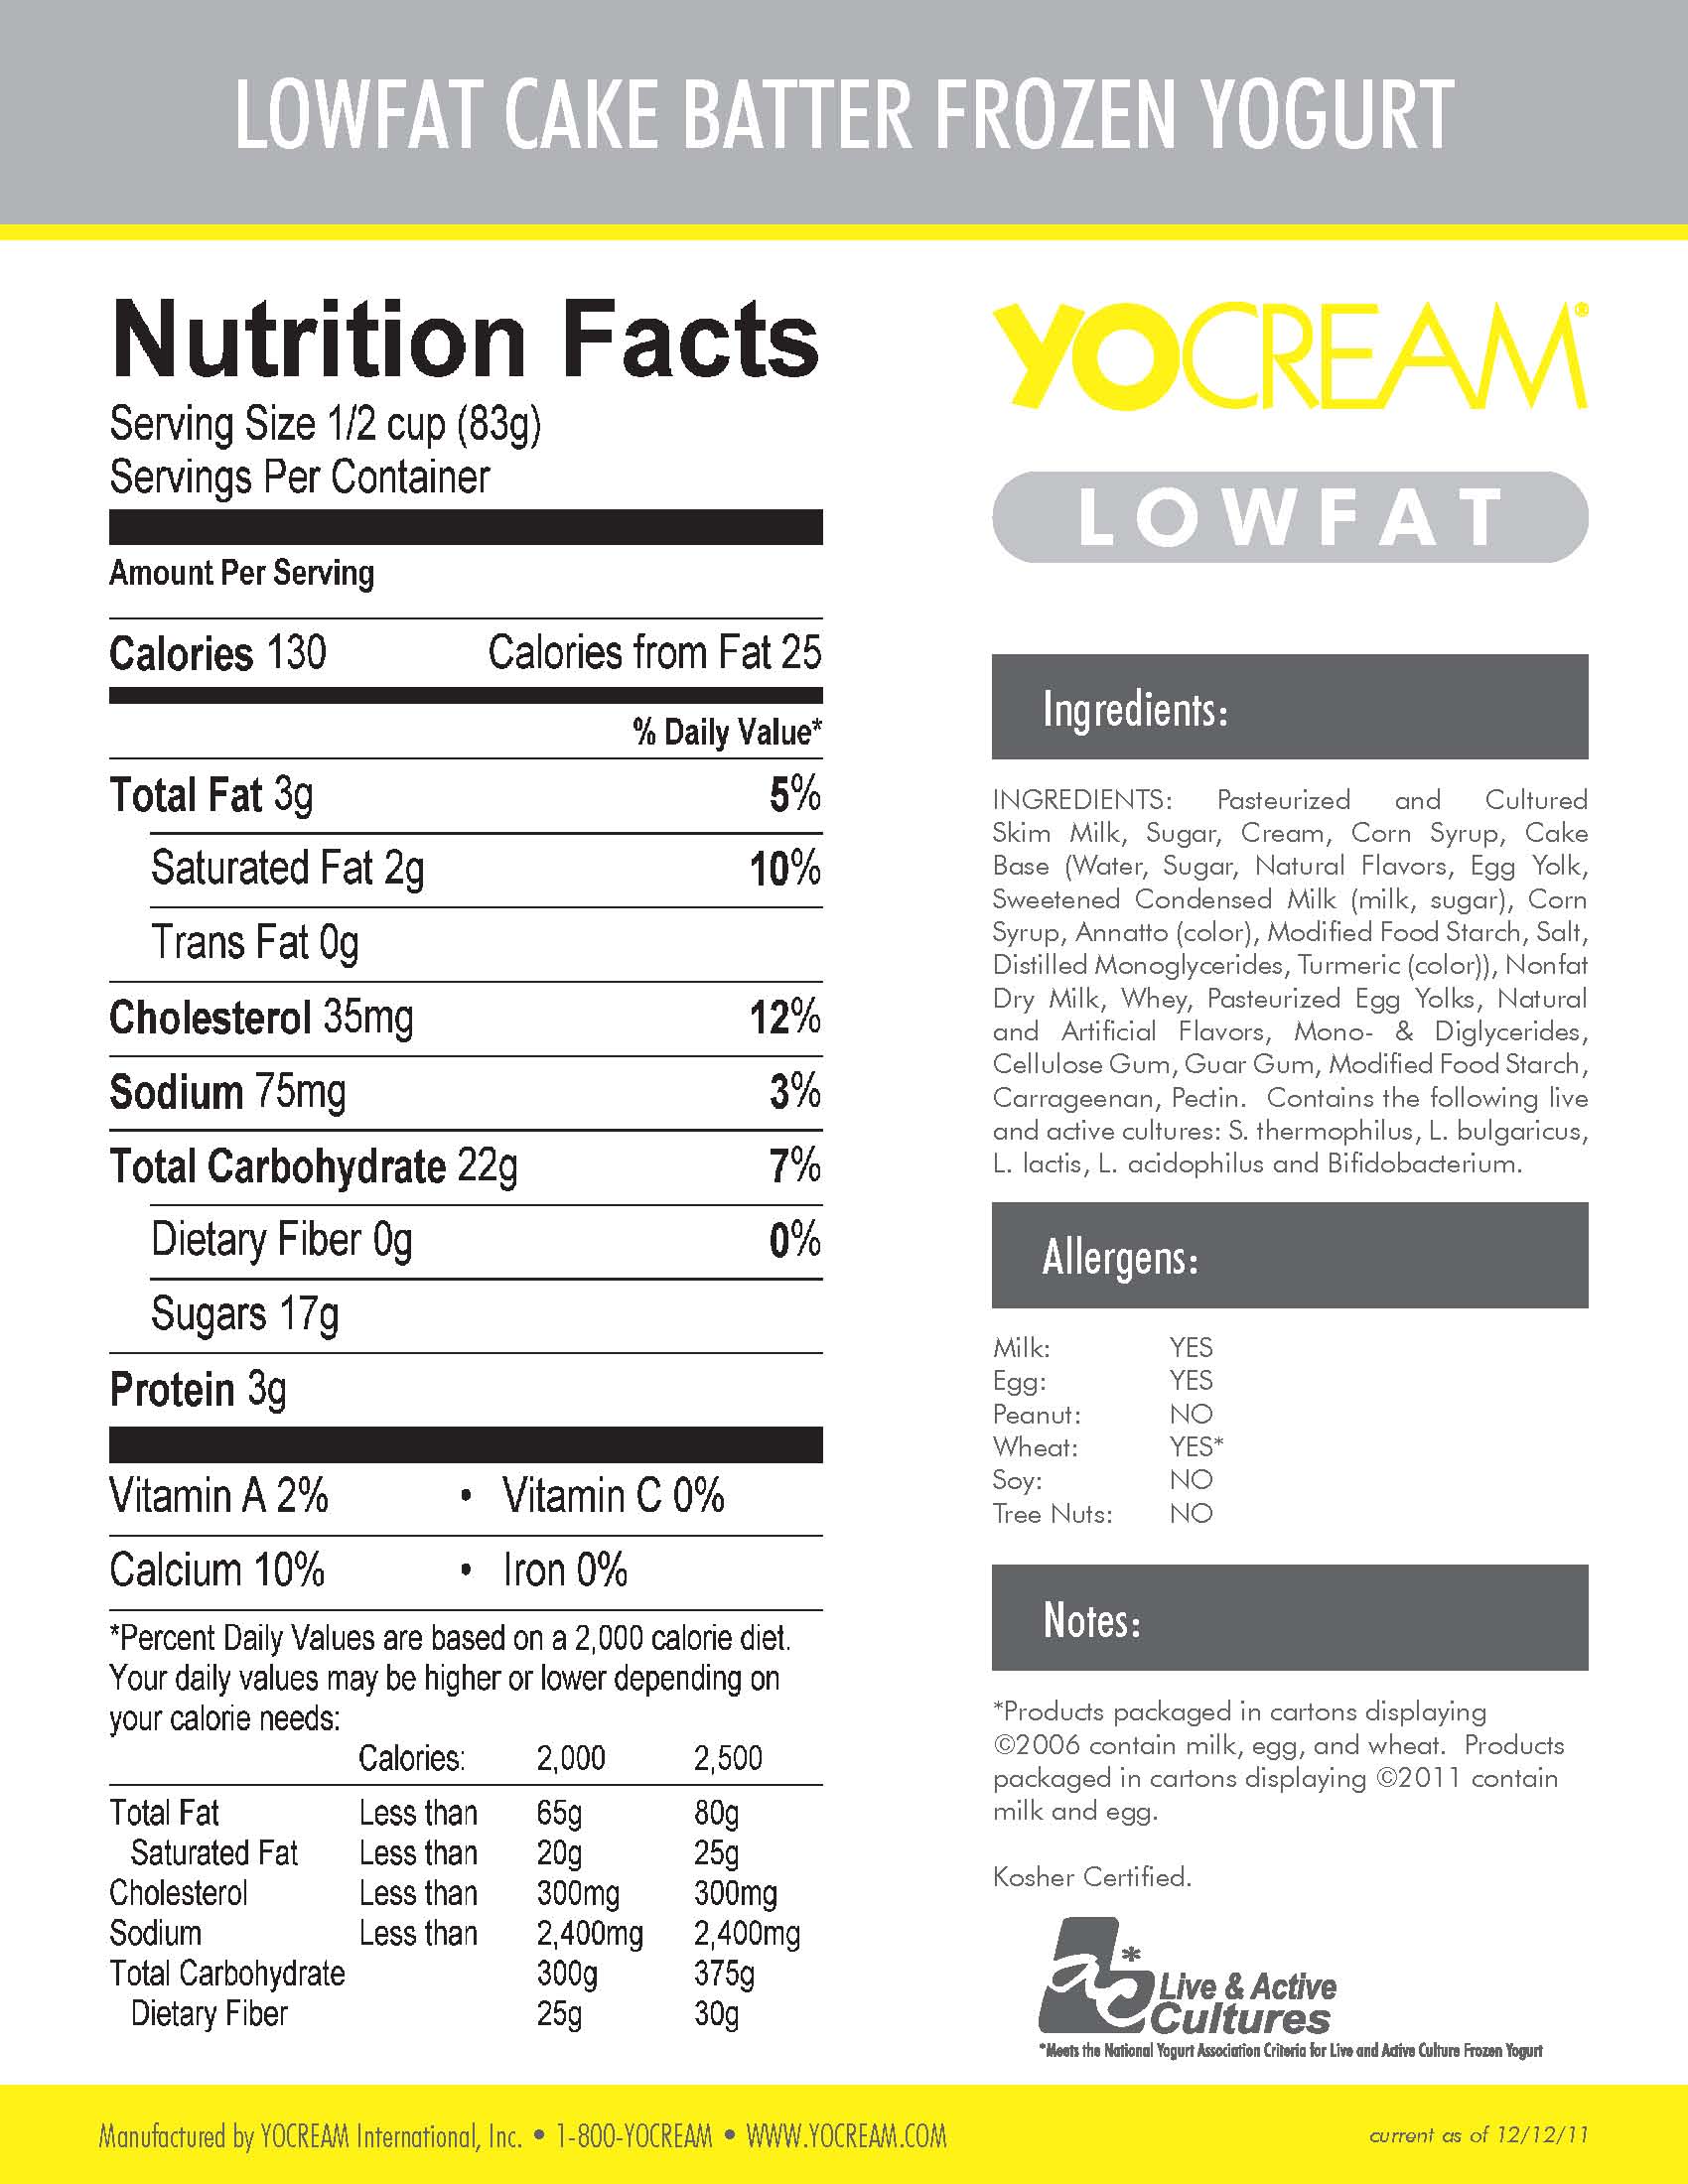 LOWFAT CAKE BATTER FROZEN YOGURT
Nutrition Facts
Serving Size 1/2 cup (83g)
Servings Per Container
Amount Per Serving
Calories 130 Calories from Fat 25
% Daily Value*
Total Fat 3g 5%
Saturated Fat 2g 10%
Trans Fat 0g
Cholesterol 35mg 12%
Sodium 75mg 3%
Total Carbohydrate 22g 7%
Dietary Fiber 0g 0%
Sugars 17g
Protein 3g
Vitamin A 2% • Vitamin C 0%
Calcium 10% • Iron 0%
*Percent Daily Values are based on a 2,000 calorie diet.
Your daily values may be higher or lower depending on
your calorie needs:
Calories: 2,000 2,500
Total Fat Less than 65g 80g
Saturated Fat Less than 20g 25g
Cholesterol Less than 300mg 300mg
Sodium Less than 2,400mg 2,400mg
Total Carbohydrate 300g 375g
Dietary Fiber 25g 30g
YOCREAM®
LOWFAT
Ingredients:
INGREDIENTS: Pasteurized and Cultured
Skim Milk, Sugar, Cream, Corn Syrup, Cake
Base (Water, Sugar, Natural Flavors, Egg Yolk,
Sweetened Condensed Milk (milk, sugar), Corn
Syrup, Annatto (color), Modified Food Starch, Salt,
Distilled Monoglycerides, Turmeric (color)), Nonfat
Dry Milk, Whey, Pasteurized Egg Yolks, Natural
and Artificial Flavors, Mono- & Diglycerides,
Cellulose Gum, Guar Gum, Modified Food Starch,
Carrageenan, Pectin. Contains the following live
and active cultures: S. thermophilus, L. bulgaricus,
L. lactis, L. acidophilus and Bifidobacterium.
Allergens:
Milk: YES
Egg: YES
Peanut: NO
Wheat: YES*
Soy: NO
Tree Nuts: NO
Notes:
*Products packaged in cartons displaying
©2006 contain milk, egg, and wheat. Products
packaged in cartons displaying ©2011 contain
milk and egg.
Kosher Certified.
ac*
Live & Active
Cultures
*Meets the National Yogurt Association Criteria for Live and Active Culture Frozen Yogurt
Manufactured by YOCREAM International, Inc. • 1-800-YOCREAM • WWW.YOCREAM.COM
current as of 12/12/11